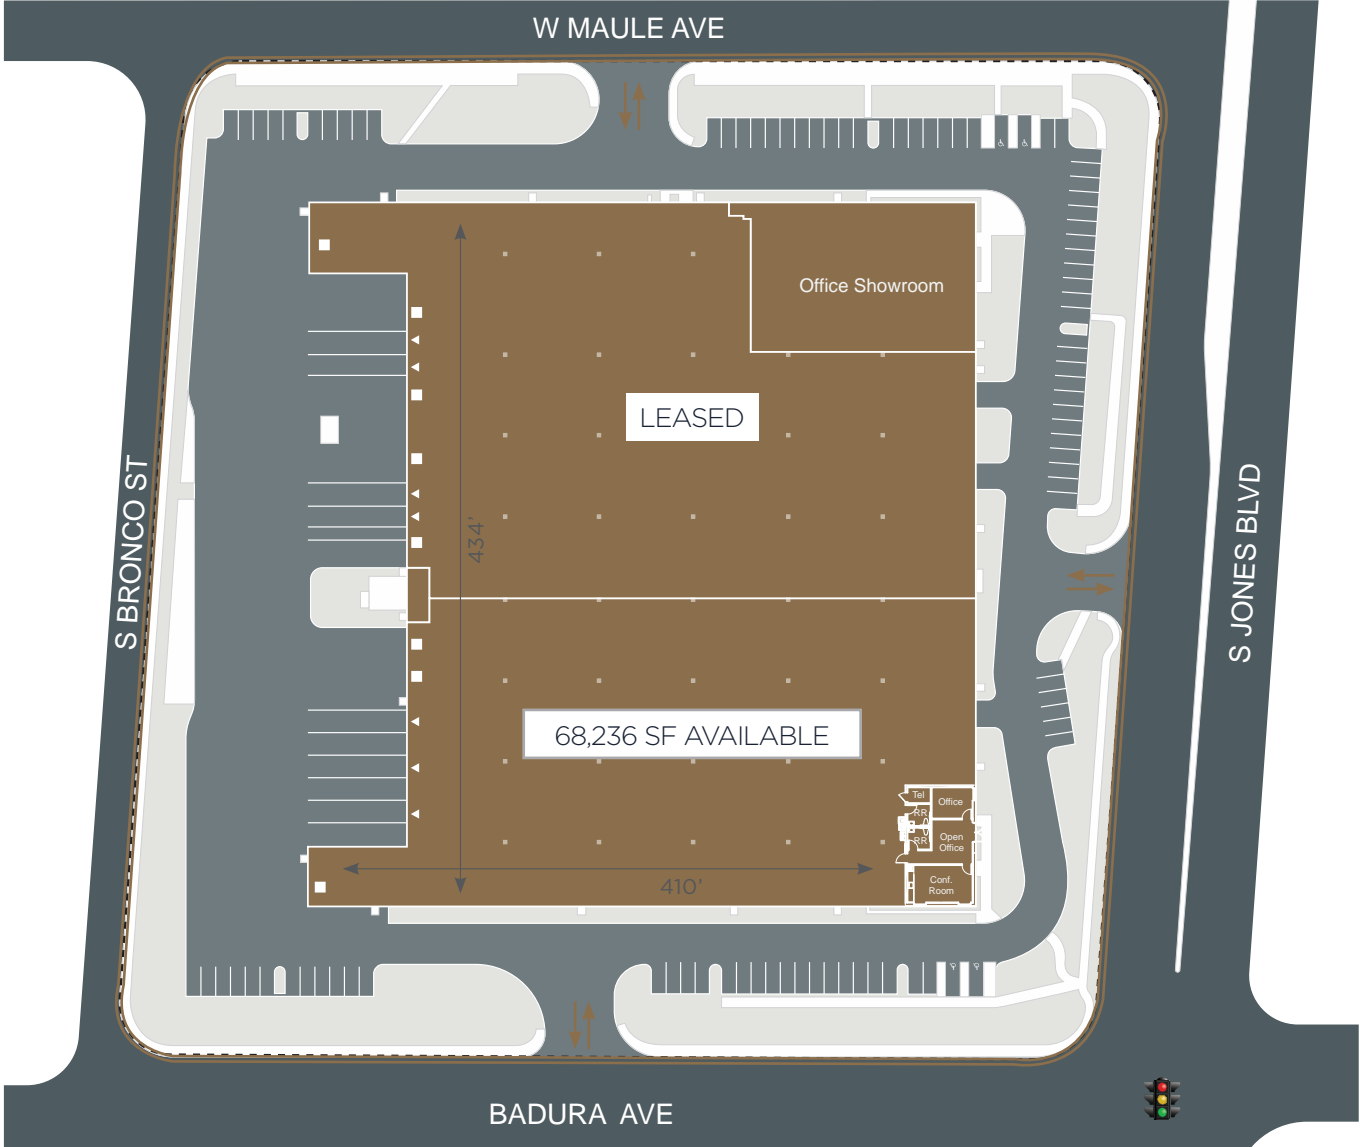 W MAULE AVE
Office Showroom
LEASED
434'
S BRONCO ST
S JONES BLVD
68,236 SF AVAILABLE
Tel
Office
RR
Open
Office
RR
Conf.
Room
410'
BADURA AVE